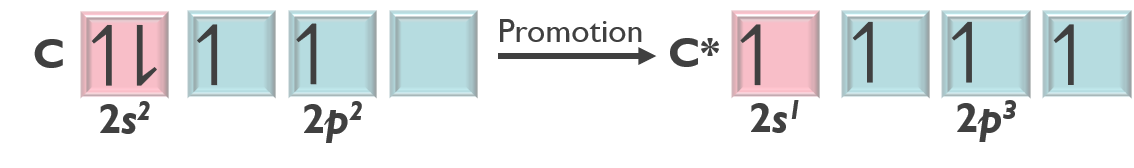 Promotion
C 1⇂ 1 1 C* 1 1 1 1
2s² 2p² 2s¹ 2p³